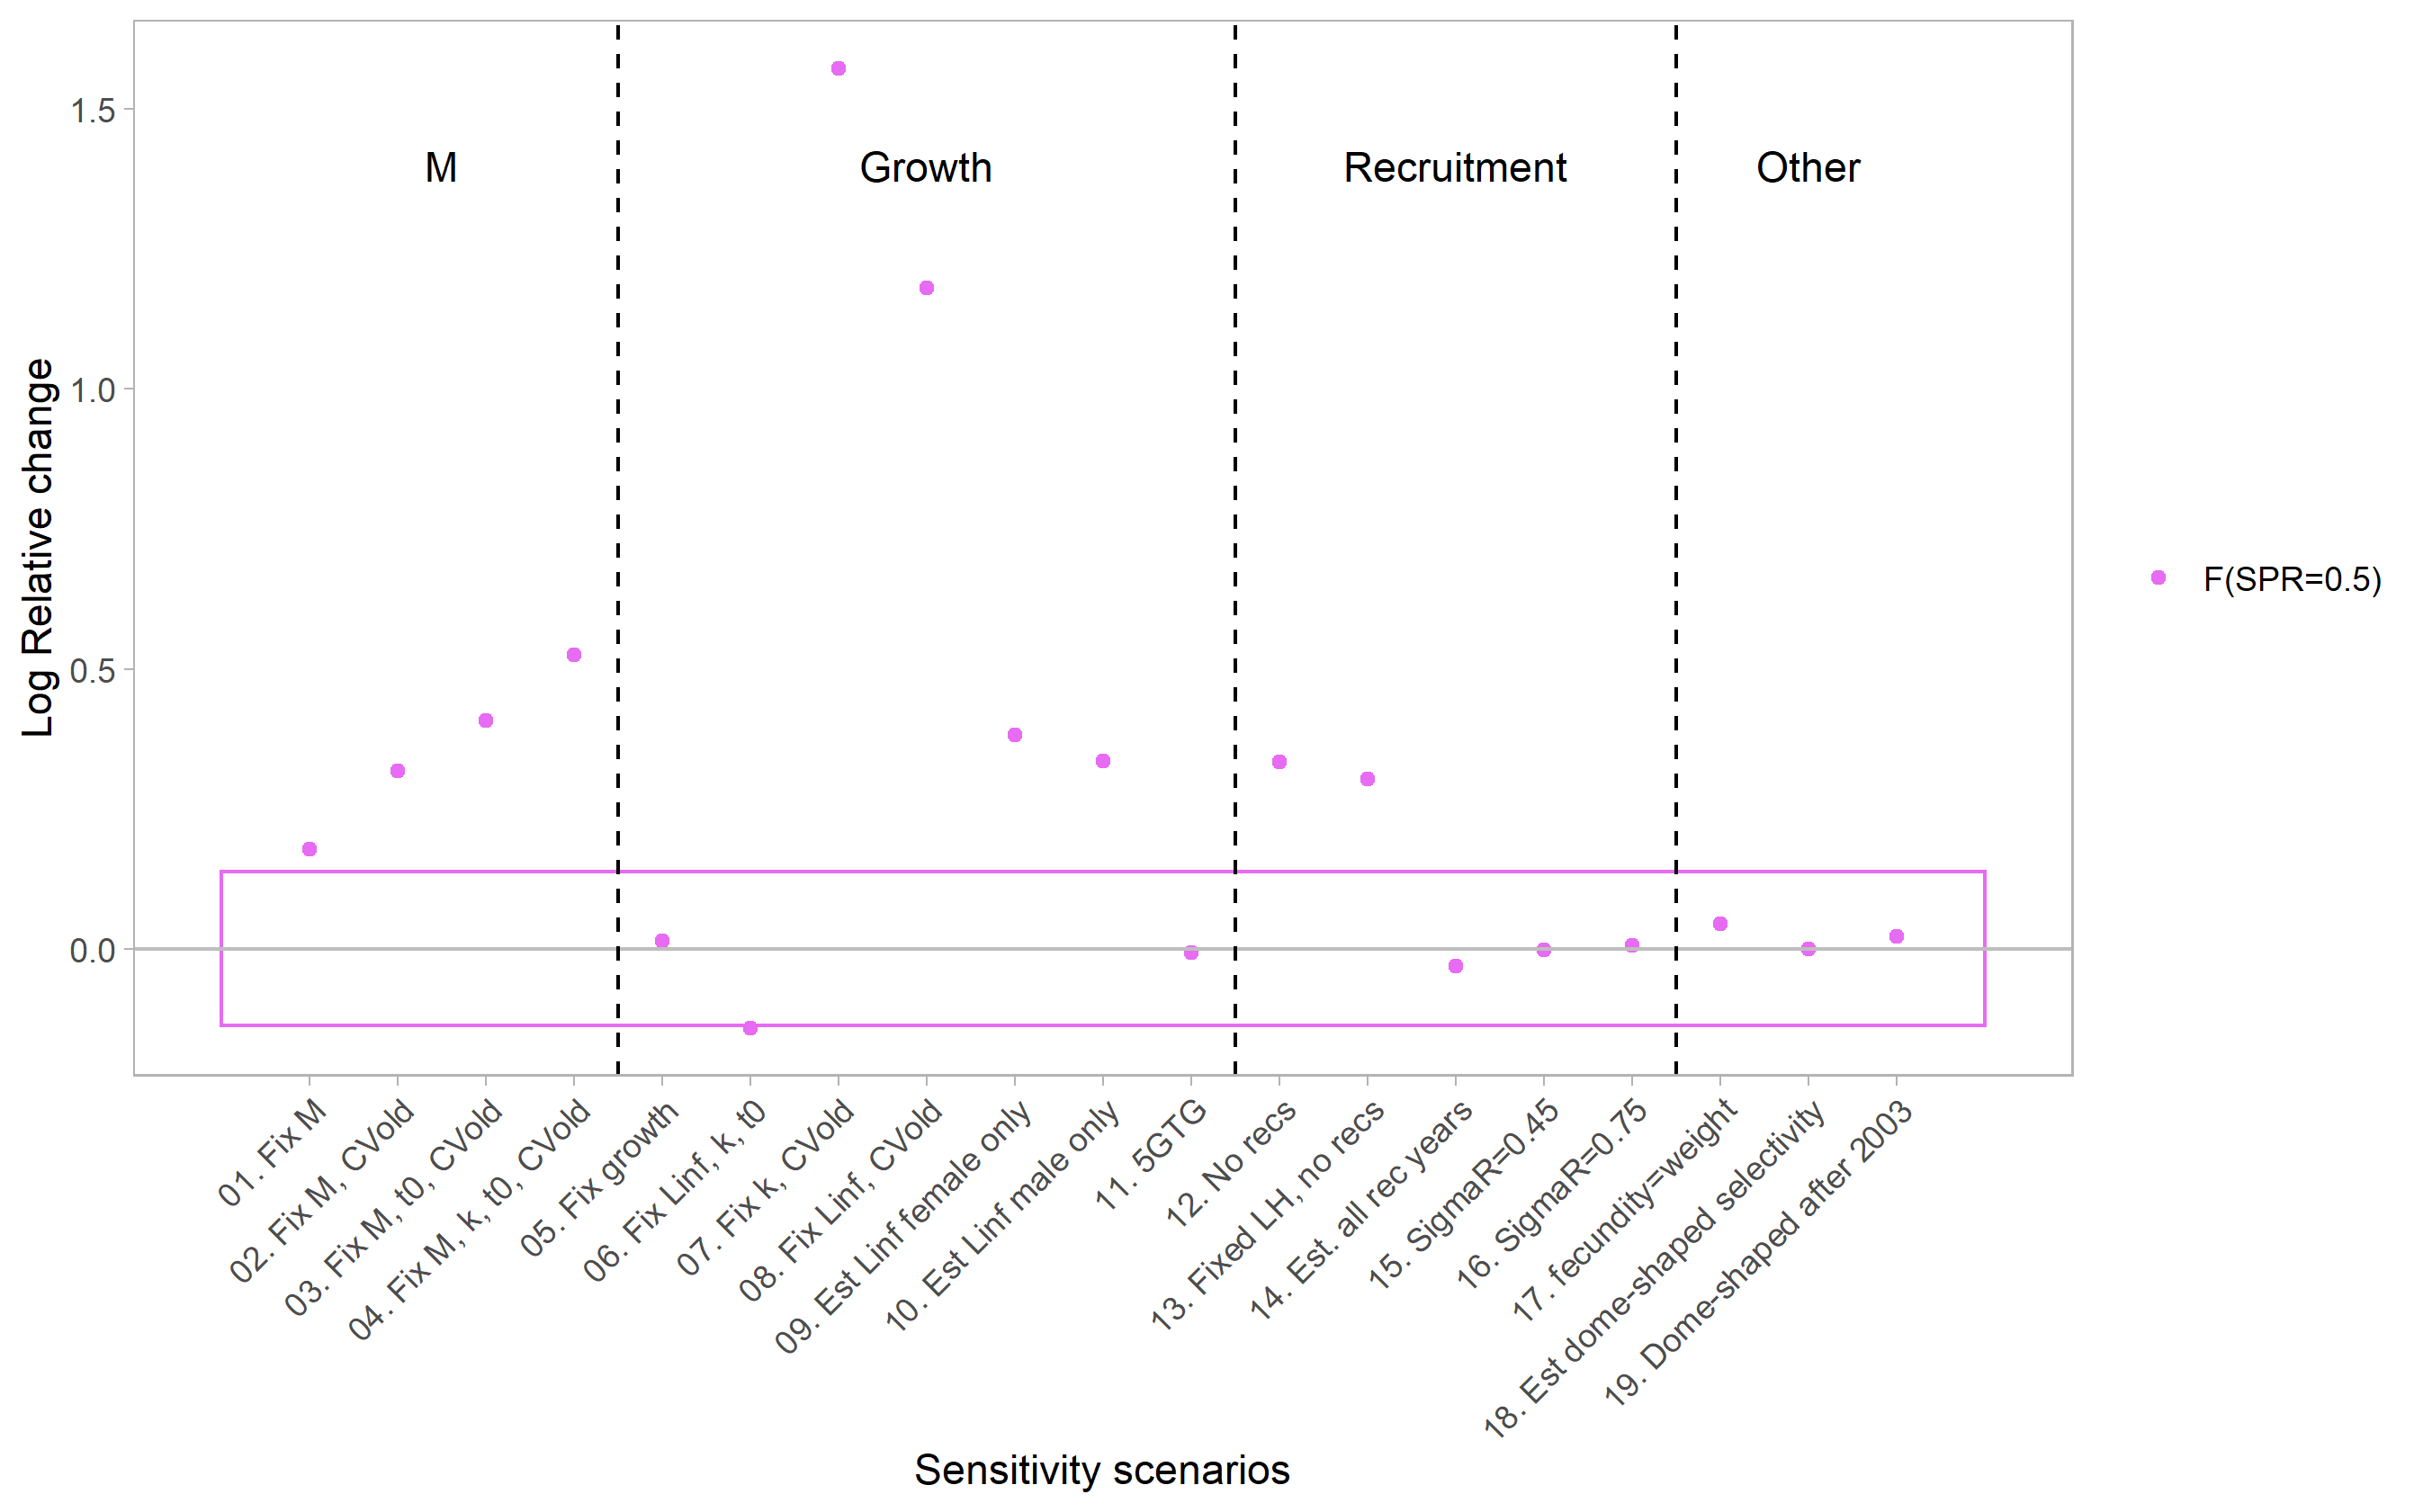 M
Growth
Recruitment
Other
1.5
1.0
0.5
0.0
Log Relative change
F(SPR=0.5)
01. Fix M
02. Fix M, CVold
03. Fix M, t0, CVold
04. Fix M, k, t0, CVold
05. Fix growth
06. Fix Linf, k, t0
07. Fix k, CVold
08. Fix Linf, CVold
09. Est Linf female only
10. Est Linf male only
11. 5GTG
12. No recs
13. Fixed LH, no recs
14. Est. all rec years
15. SigmaR=0.45
16. SigmaR=0.75
17. fecundity=weight
18. Est dome-shaped selectivity
19. Dome-shaped after 2003
Sensitivity scenarios